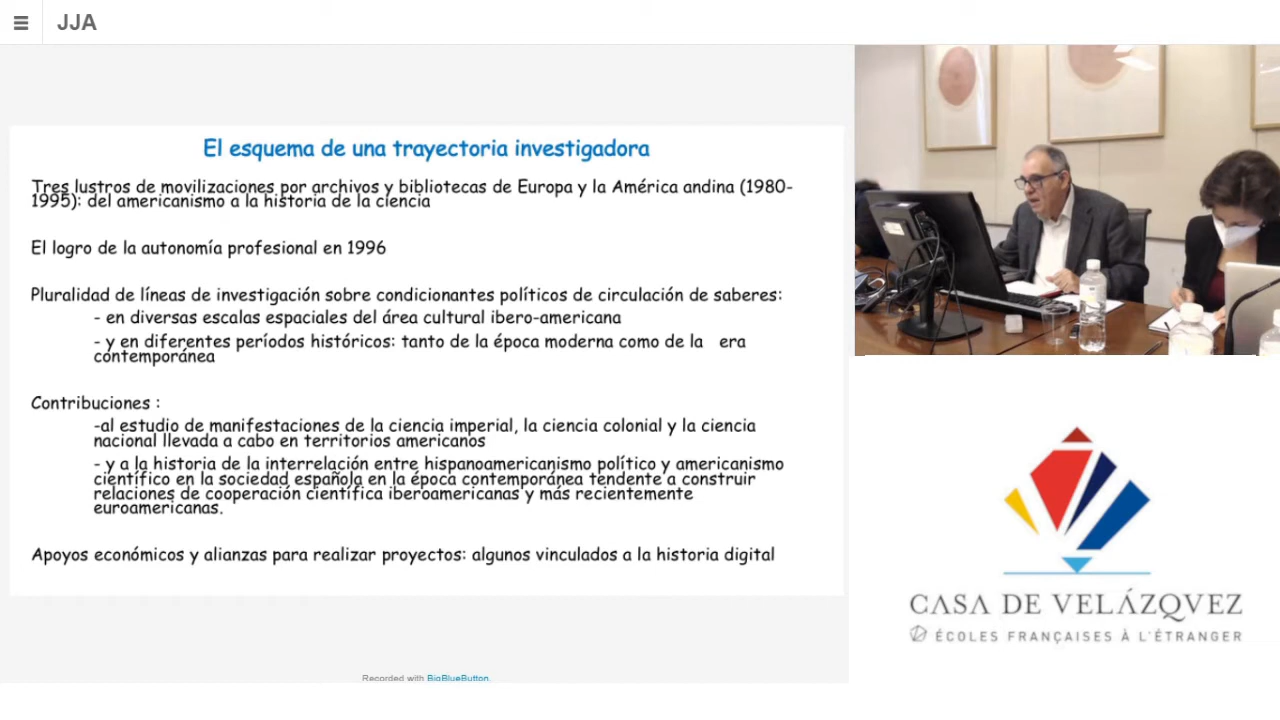 JJA
El esquema de una trayectoria investigadora
Tres lustros de movilizaciones por archivos y bibliotecas de Europa y la América andina (1980-
1995): del americanismo a la historia de la ciencia
El logro de la autonomía profesional en 1996
Pluralidad de líneas de investigación sobre condicionantes políticos de circulación de saberes:
- en diversas escalas espaciales del área cultural ibero-americana
- y en diferentes períodos históricos: tanto de la época moderna como de la era
contemporánea
Contribuciones :
-al estudio de manifestaciones de la ciencia imperial, la ciencia colonial y la ciencia
nacional llevada a cabo en territorios americanos
- y a la historia de la interrelación entre hispanoamericanismo político y americanismo
científico en la sociedad española en la época contemporánea tendente a construir
relaciones de cooperación científica iberoamericanas y más recientemente
euroamericanas.
Apoyos económicos y alianzas para realizar proyectos: algunos vinculados a la historia digital
CASA DE VELÁZQVEZ
ÉCOLES FRANÇAISES À L'ÉTRANGER
Recorded with BigBlueButton.